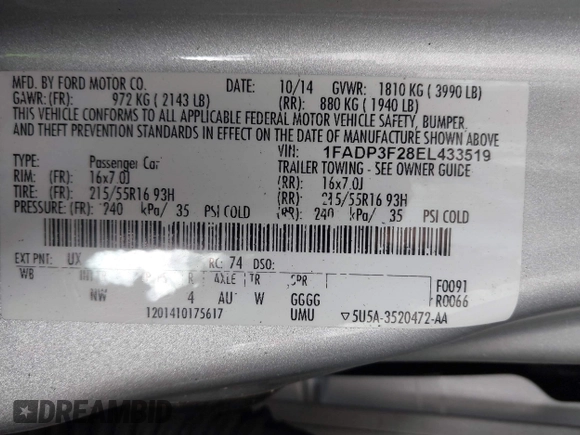 MFD. BY FORD MOTOR CO. DATE: 10/14 GVWR: 1810 KG ( 3990 LB)
GAWR: (FR): 972 KG ( 2143 LB) (RR): 880 KG ( 1940 LB)
THIS VEHICLE CONFORMS TO ALL APPLICABLE FEDERAL MOTOR VEHICLE SAFETY, BUMPER,
AND THEFT PREVENTION STANDARDS IN EFFECT ON THE DATE OF MANUFACTURE SHOWN ABOVE
VIN: 1FADP3F28EL433519
TYPE: Passenger Car TRAILER TOWING - SEE OWNER GUIDE
RIM: (FR): 16x7.0J (RR): 16x7.0J
TIRE: (FR): 215/55R16 93H (RR): 215/55R16 93H
PRESSURE: (FR): 240 kPa/ 35 PSI COLD (RR): 240 kPa/ 35 PSI COLD
EXT PNT: UX RC: 74 DSO:
WB R AXLE TR SPR F0091
NW 4 AU W GGGG R0066
1201410175617 UMU ▽5U5A-3520472-AA
DREAMBID